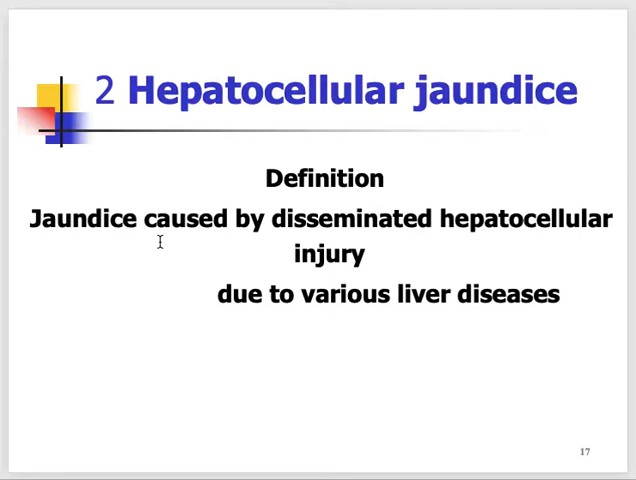 2 Hepatocellular jaundice
Definition
Jaundice caused by disseminated hepatocellular
injury
due to various liver diseases
17